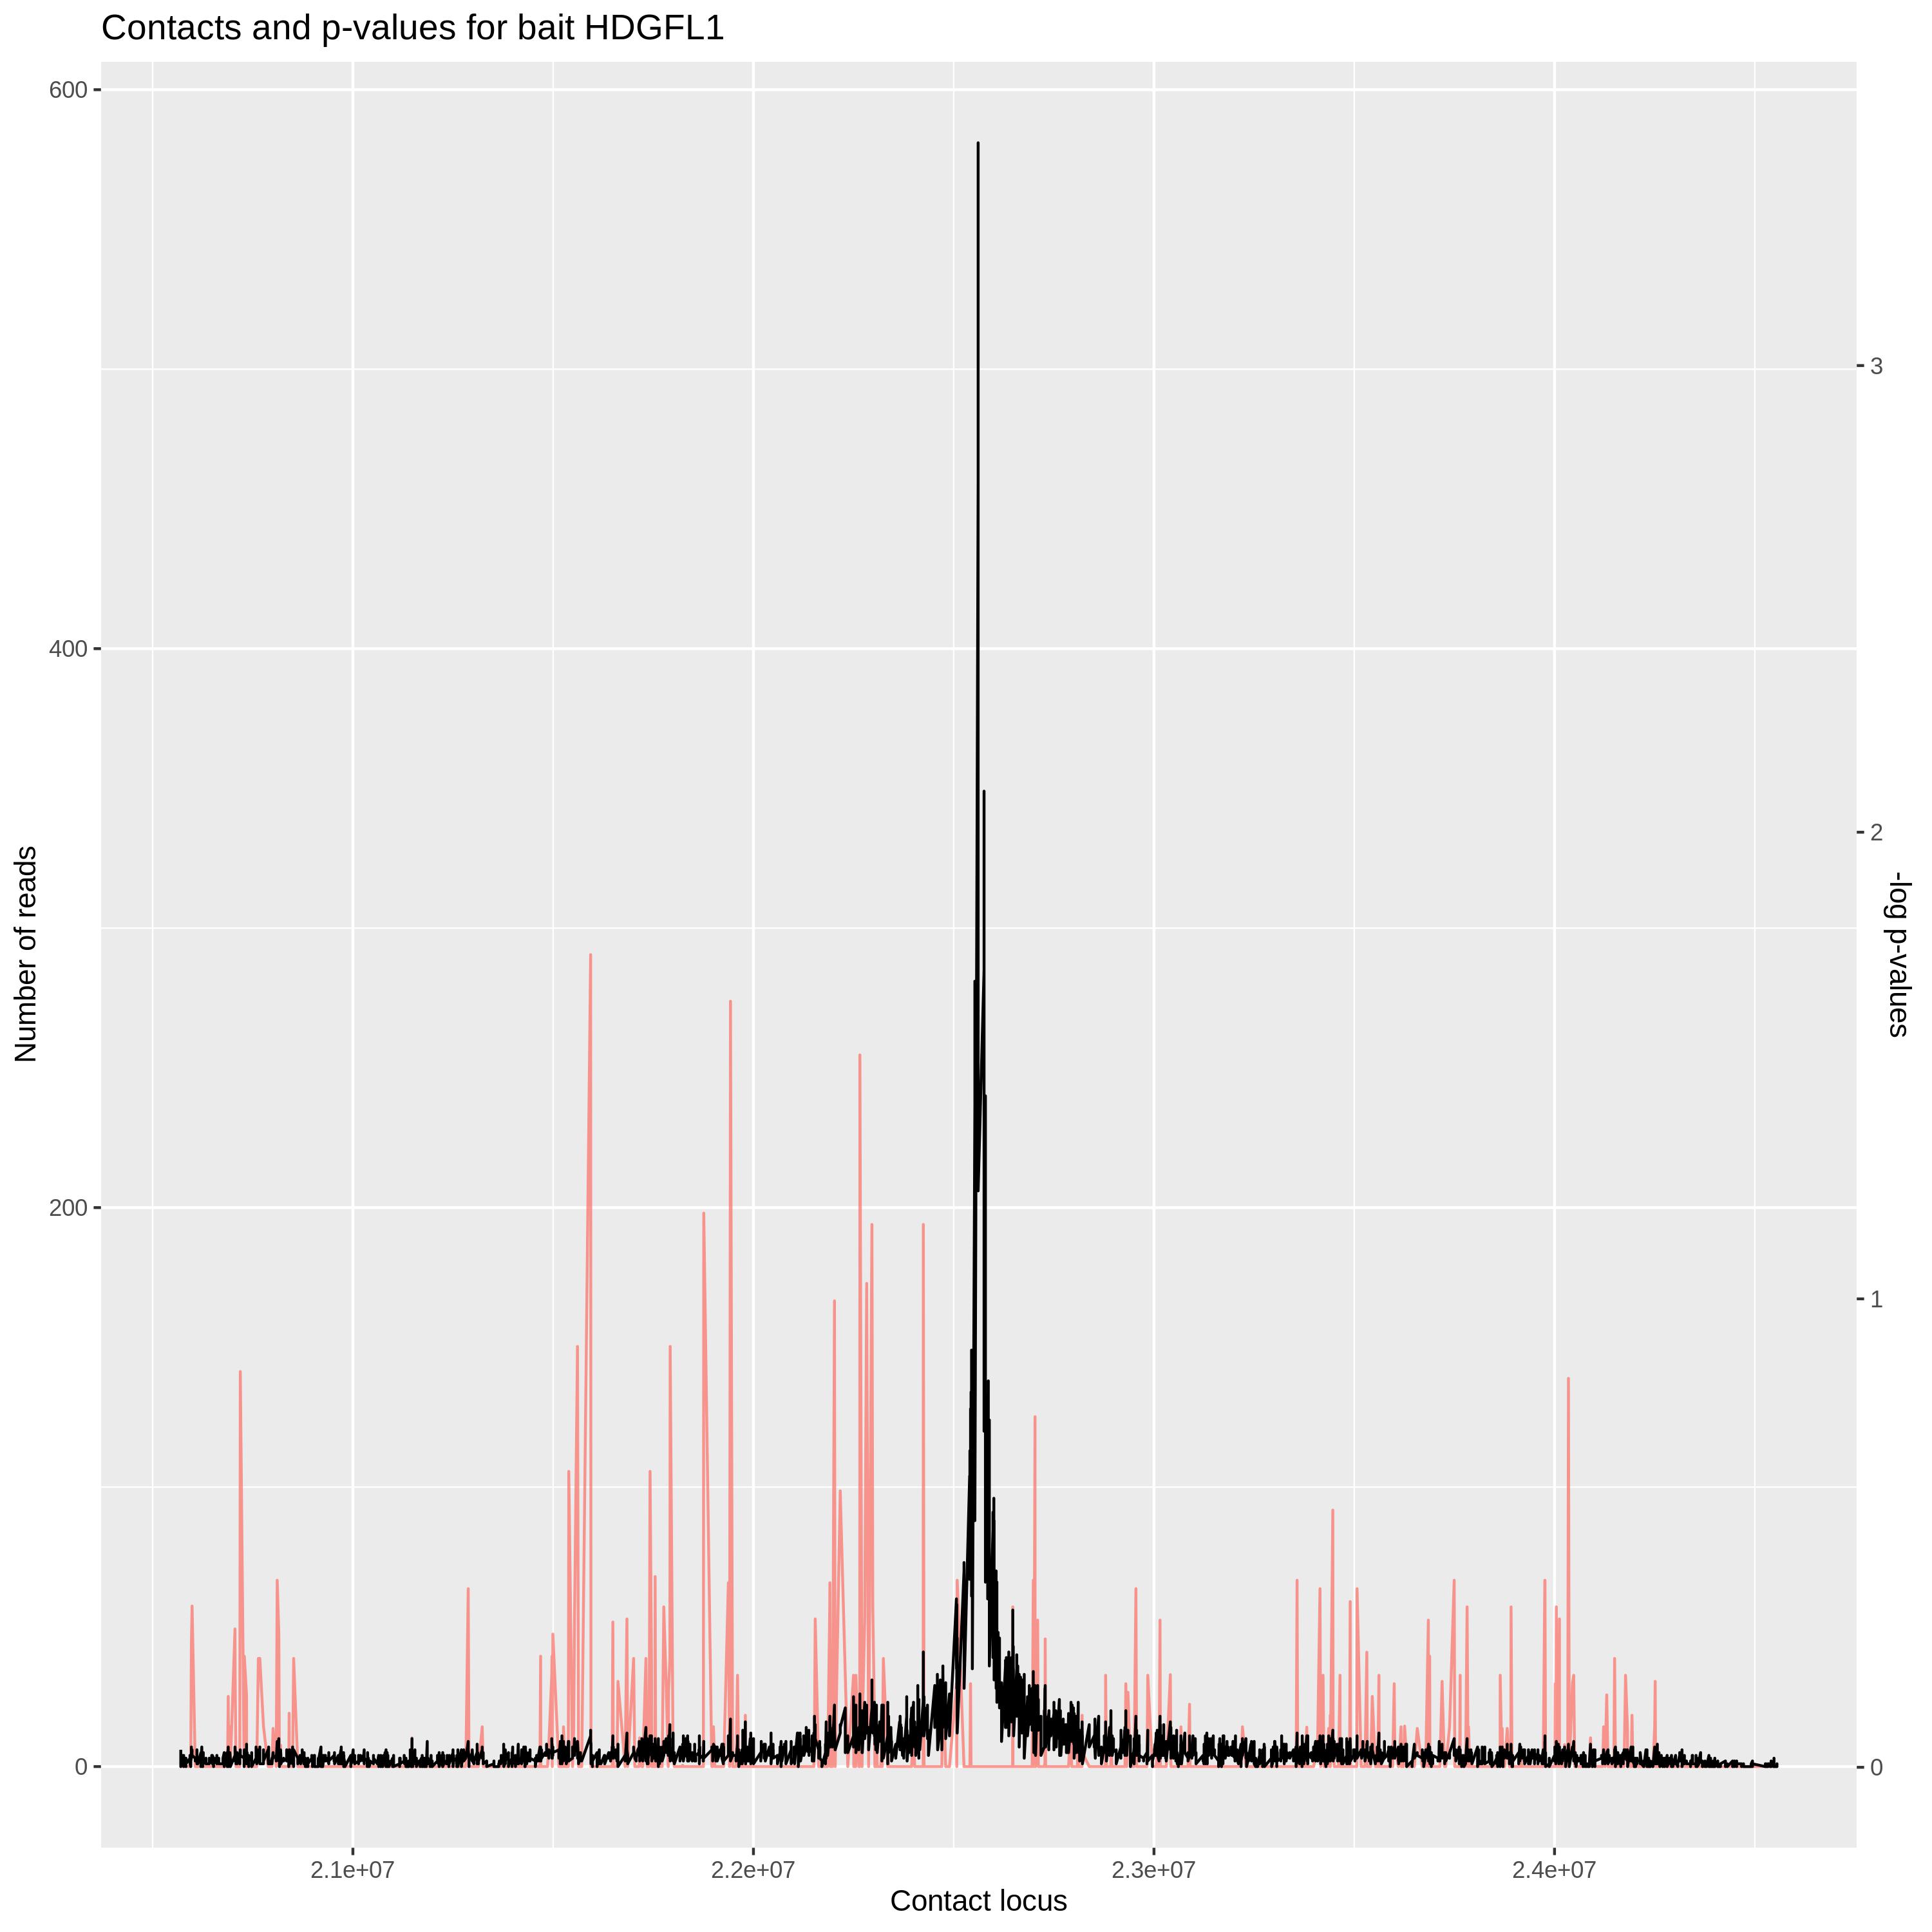 Contacts and p-values for bait HDGFL1
600
400
200
0
Number of reads
3
2
1
0
-log p-values
2.1e+07
2.2e+07
2.3e+07
2.4e+07
Contact locus